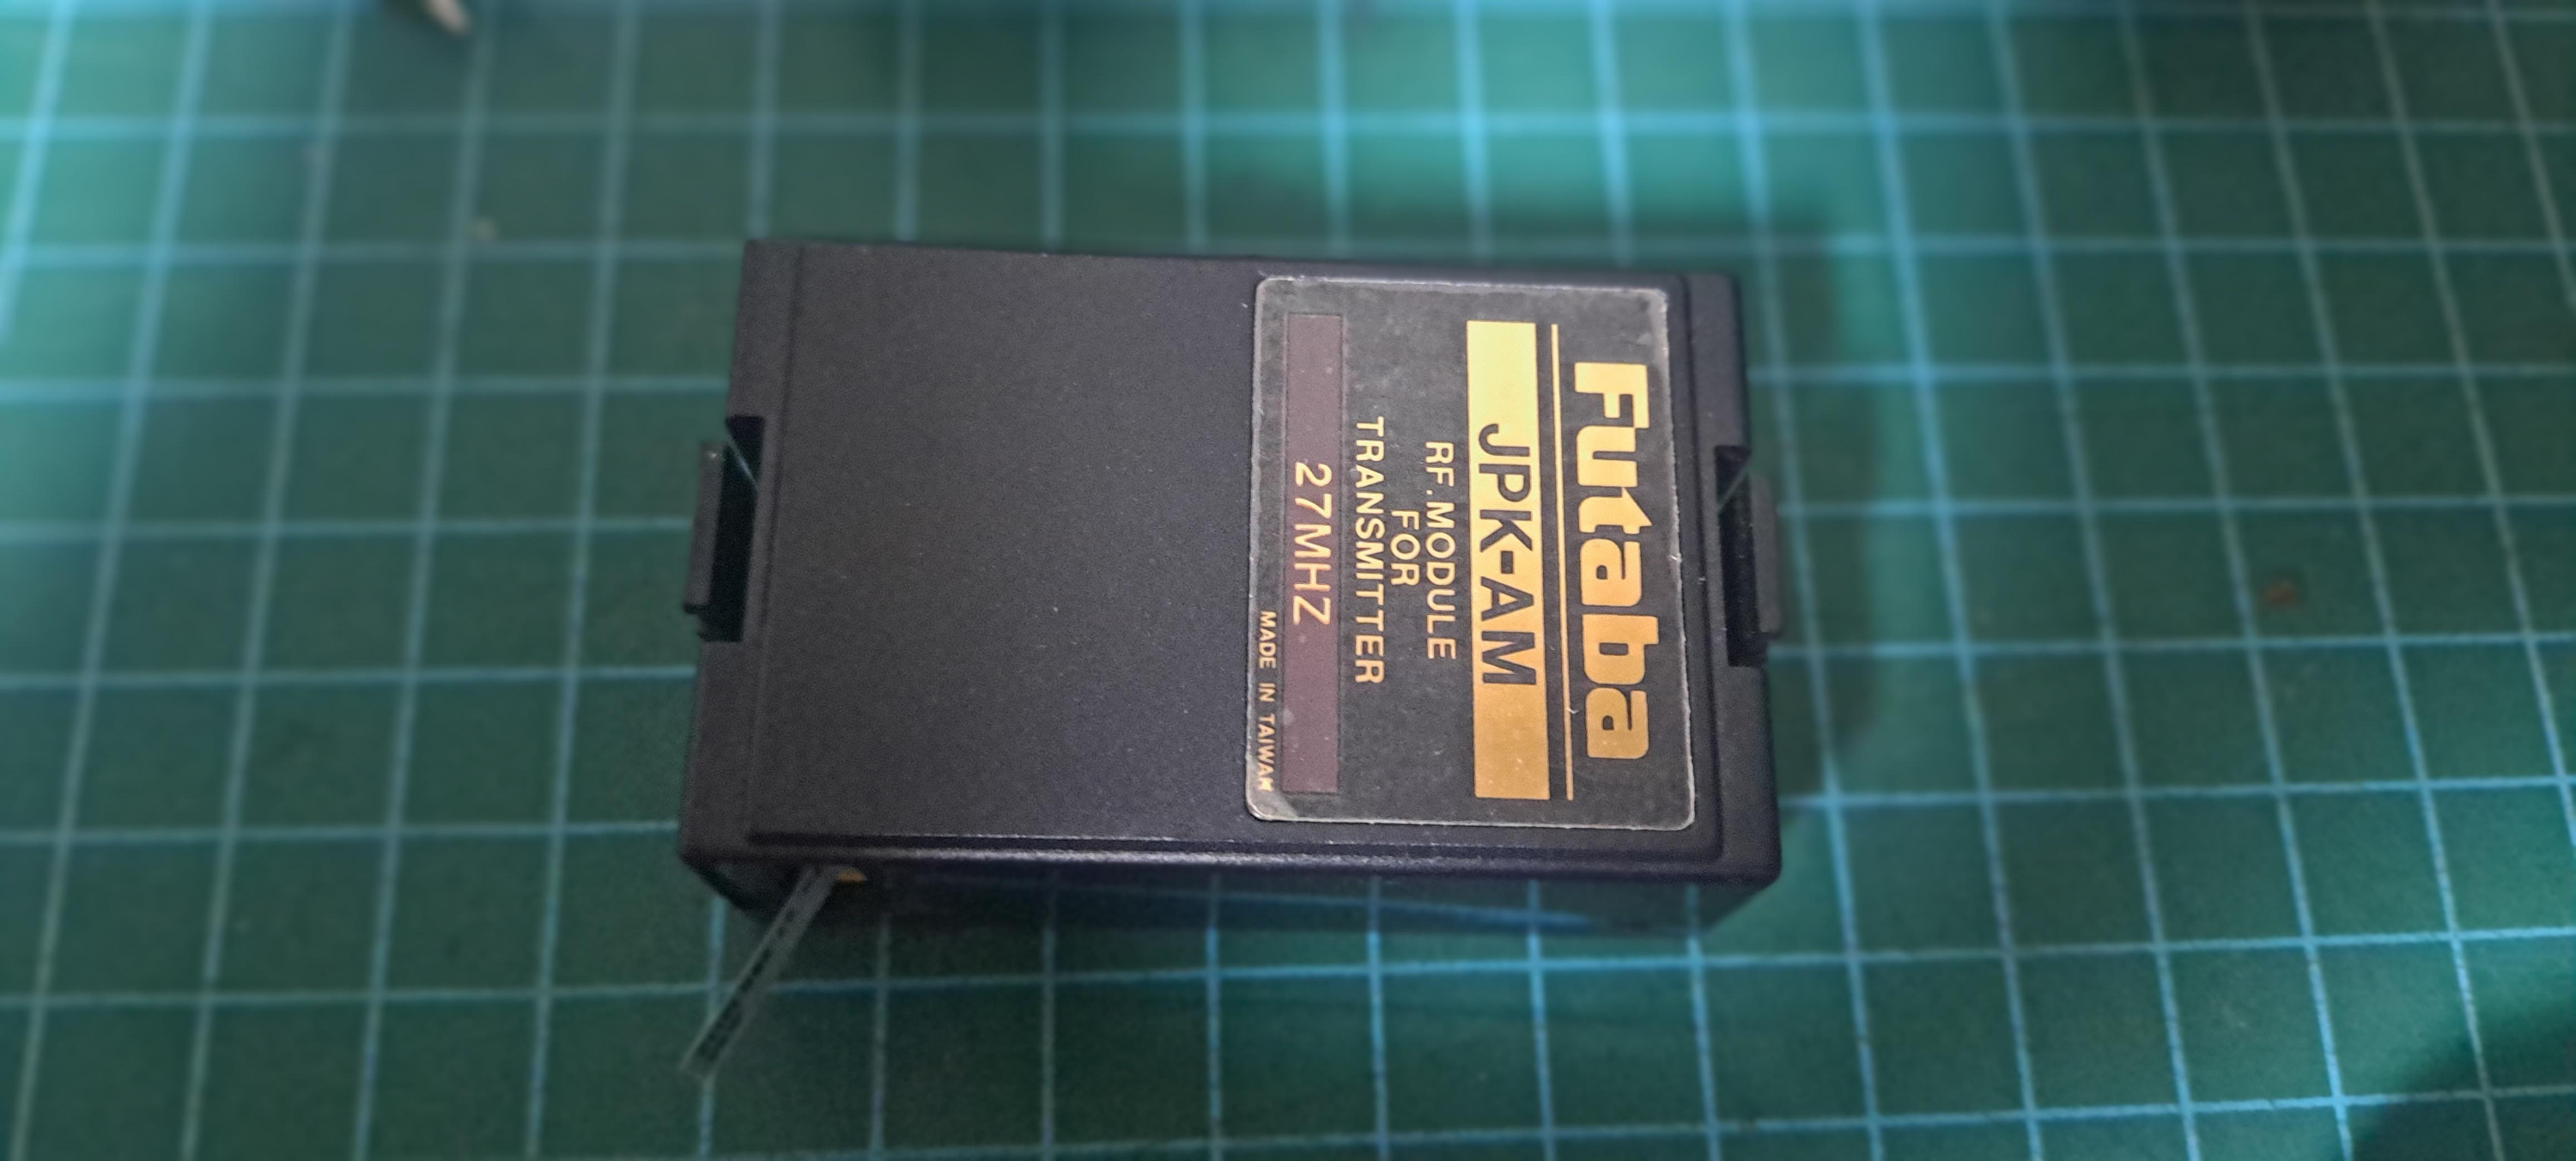 Futaba
JPK-AM
RF.MODULE
FOR
TRANSMITTER
27MHZ
MADE IN TAIWAN